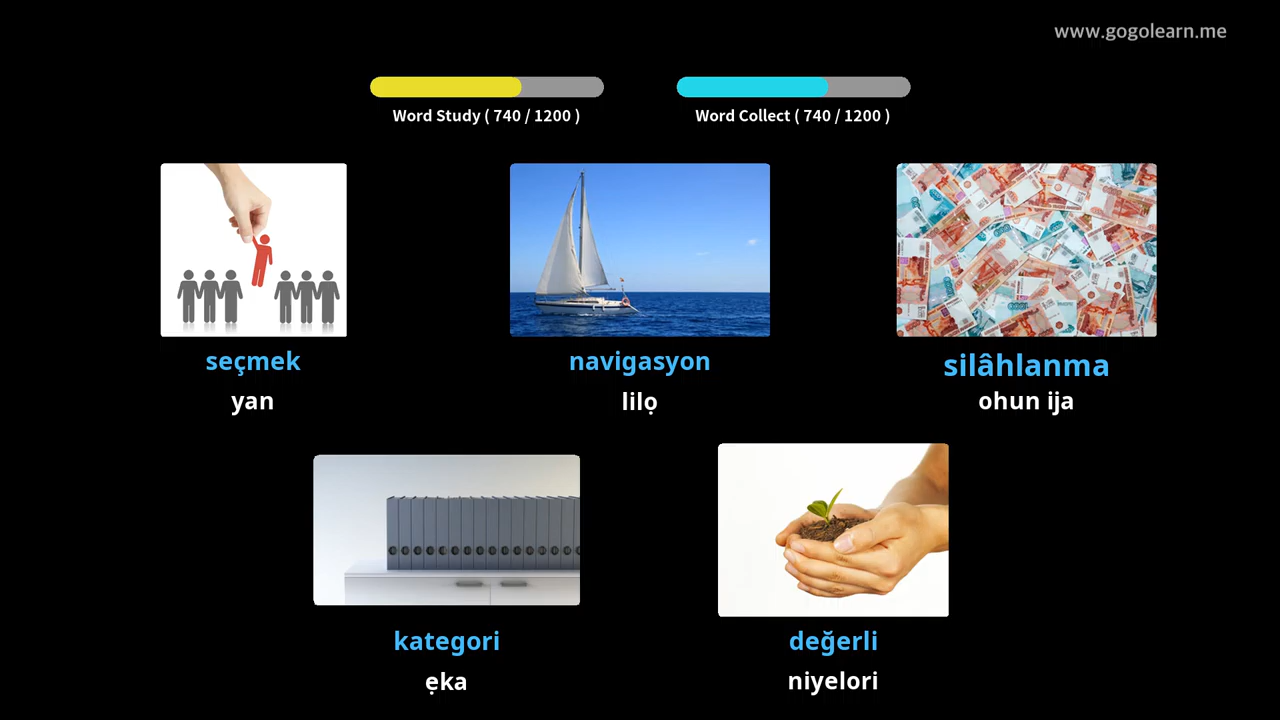 www.gogolearn.me
Word Study ( 740 / 1200 )
Word Collect ( 740 / 1200 )
seçmek
yan
navigasyon
lilọ
silâhlanma
ohun ija
kategori
ẹka
değerli
niyelori